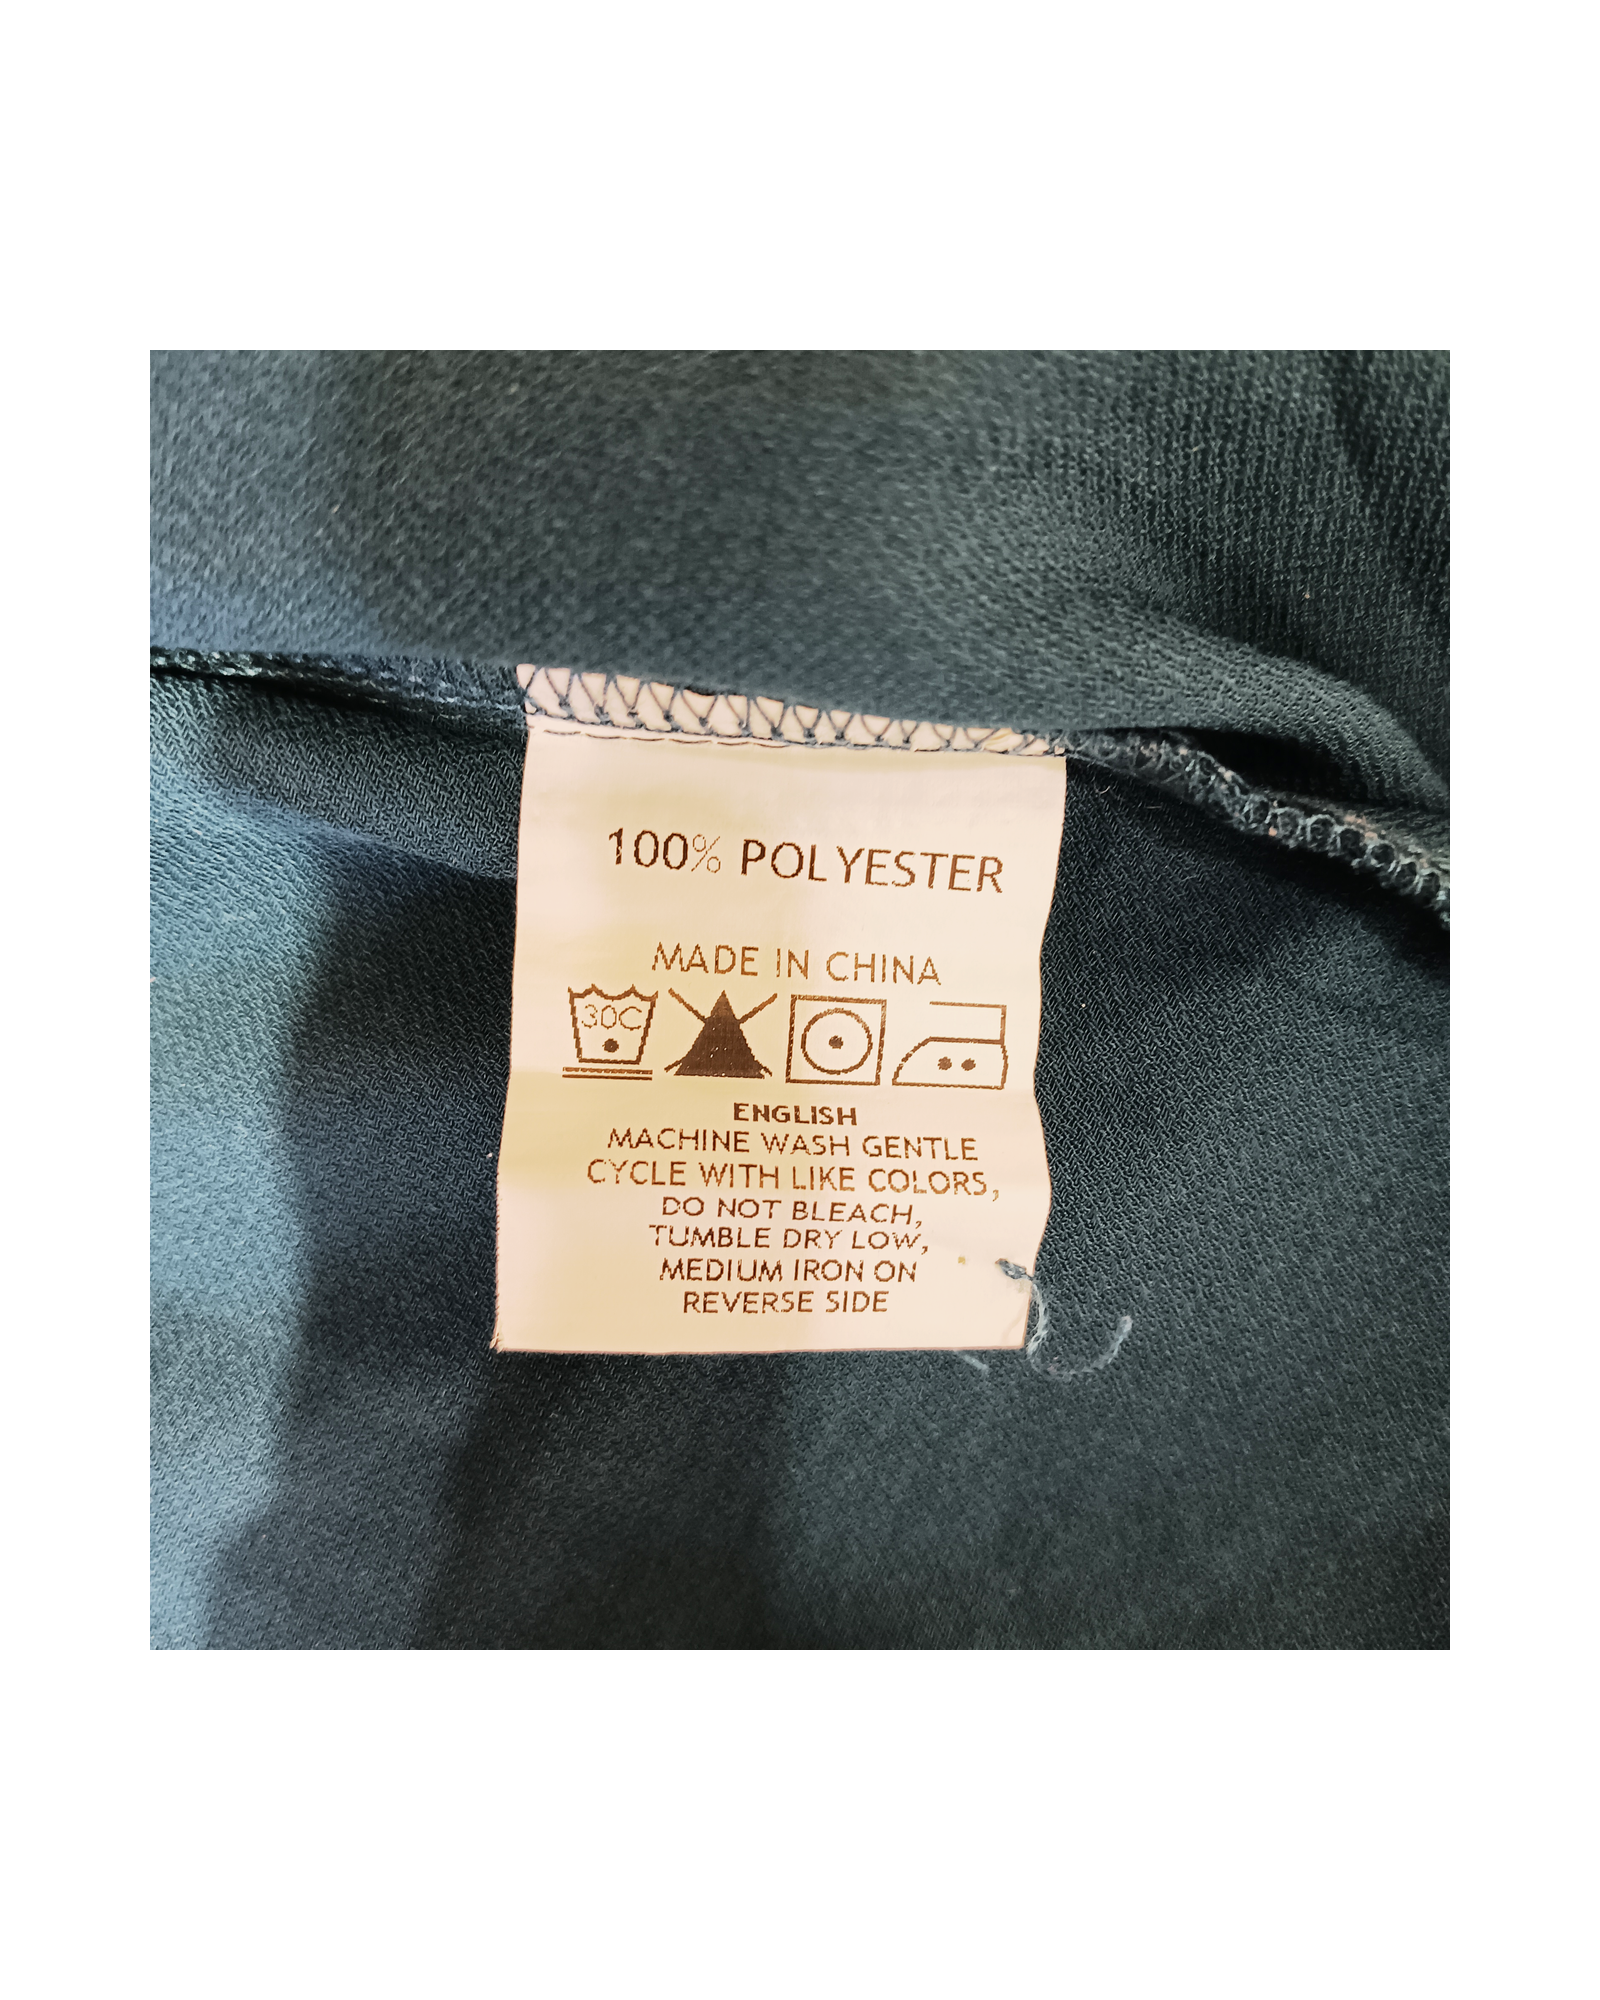 100% POLYESTER
MADE IN CHINA
30C
ENGLISH
MACHINE WASH GENTLE
CYCLE WITH LIKE COLORS,
DO NOT BLEACH,
TUMBLE DRY LOW,
MEDIUM IRON ON
REVERSE SIDE